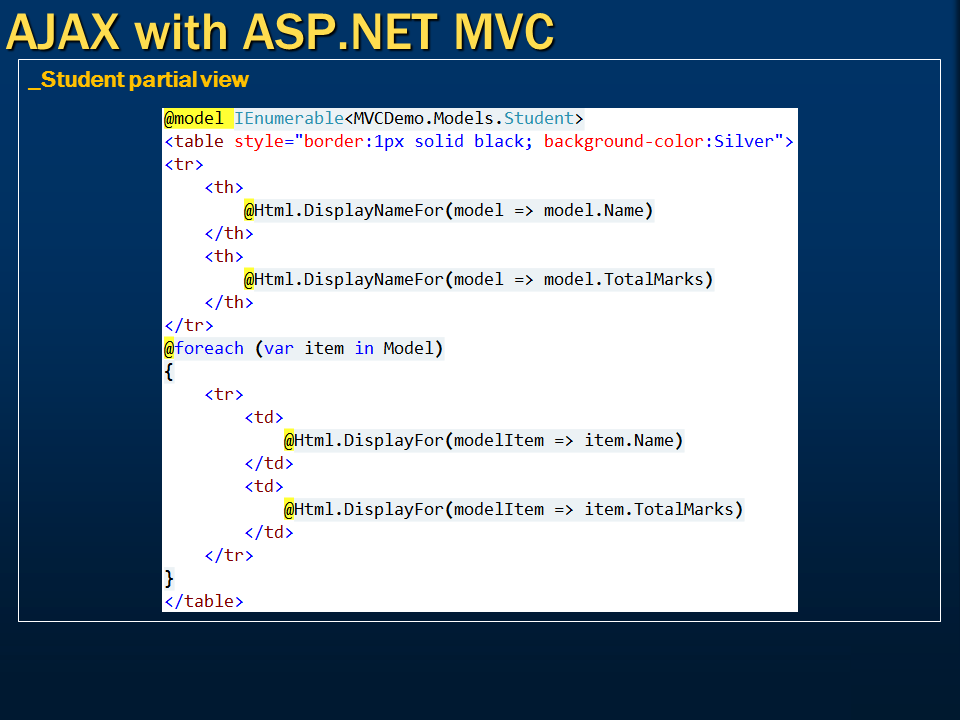 AJAX with ASP.NET MVC
_Student partial view
@model IEnumerable<MVCDemo.Models.Student>
<table style="border:1px solid black; background-color:Silver">
<tr>
    <th>
        @Html.DisplayNameFor(model => model.Name)
    </th>
    <th>
        @Html.DisplayNameFor(model => model.TotalMarks)
    </th>
</tr>
@foreach (var item in Model)
{
    <tr>
        <td>
            @Html.DisplayFor(modelItem => item.Name)
        </td>
        <td>
            @Html.DisplayFor(modelItem => item.TotalMarks)
        </td>
    </tr>
}
</table>